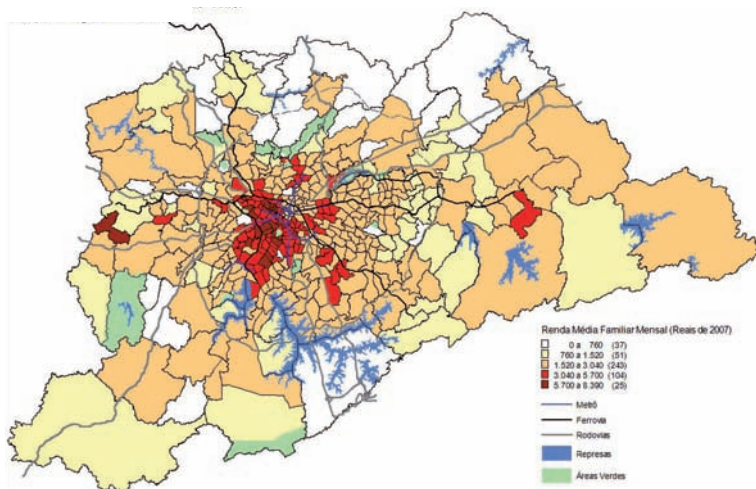 Renda Média Familiar Mensal (Reais de 2007)
0 a 760 (37)
760 a 1.520 (51)
1.520 a 3.040 (243)
3.040 a 5.700 (104)
5.700 a 8.390 (25)
Metrô
Ferrovia
Rodovias
Represas
Áreas Verdes